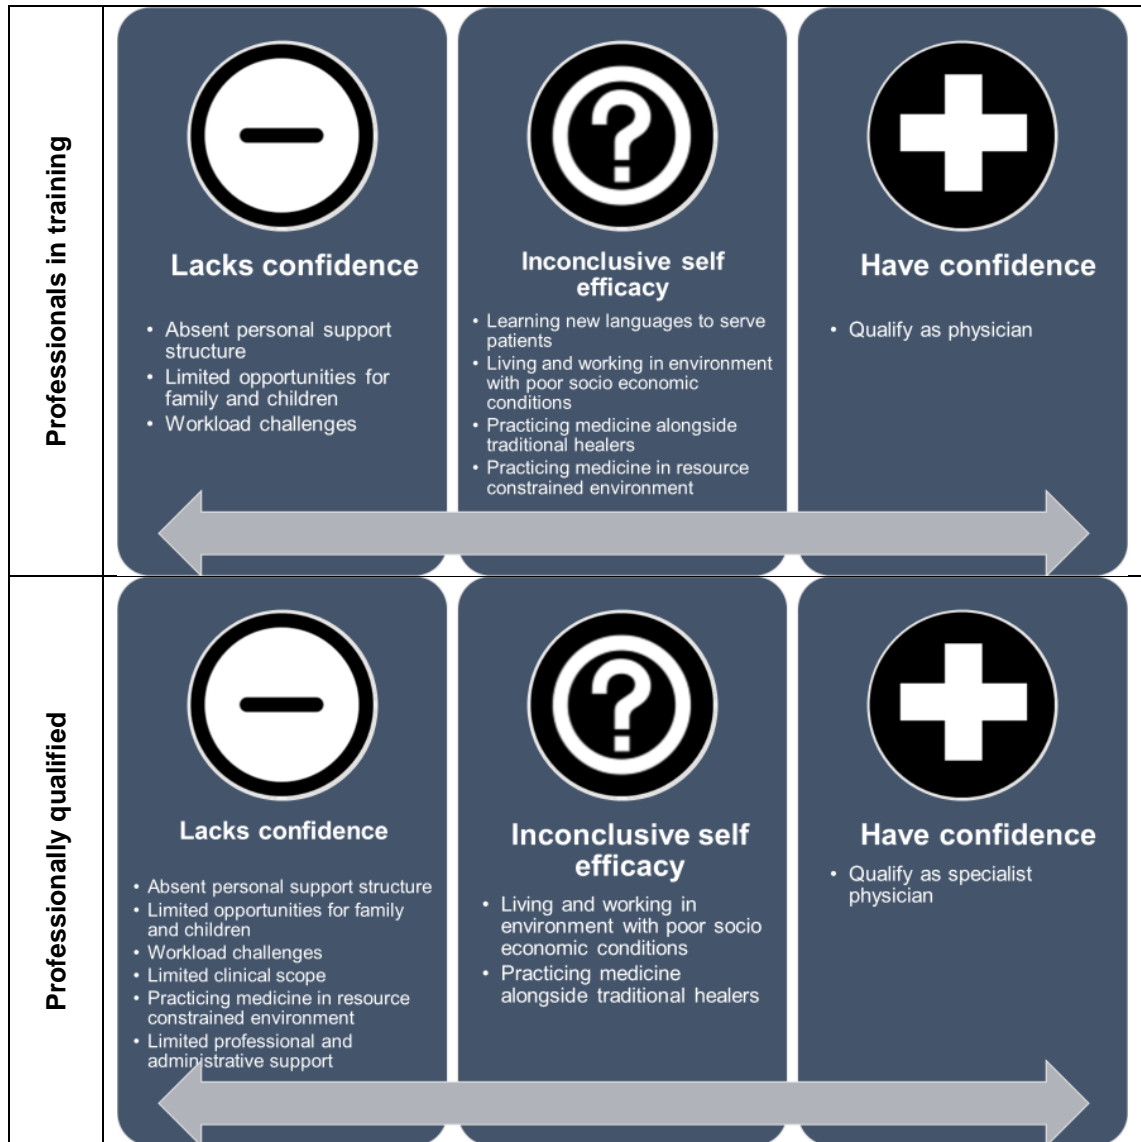 Professionals in training
Lacks confidence
• Absent personal support
structure
• Limited opportunities for
family and children
• Workload challenges
?
Inconclusive self
efficacy
• Learning new languages to serve
patients
• Living and working in environment
with poor socio economic
conditions
• Practicing medicine alongside
traditional healers
• Practicing medicine in resource
constrained environment
Have confidence
• Qualify as physician
Professionally qualified
Lacks confidence
• Absent personal support structure
• Limited opportunities for family
and children
• Workload challenges
• Limited clinical scope
• Practicing medicine in resource
constrained environment
• Limited professional and
administrative support
?
Inconclusive self
efficacy
• Living and working in
environment with poor socio
economic conditions
• Practicing medicine
alongside traditional healers
Have confidence
• Qualify as specialist
physician